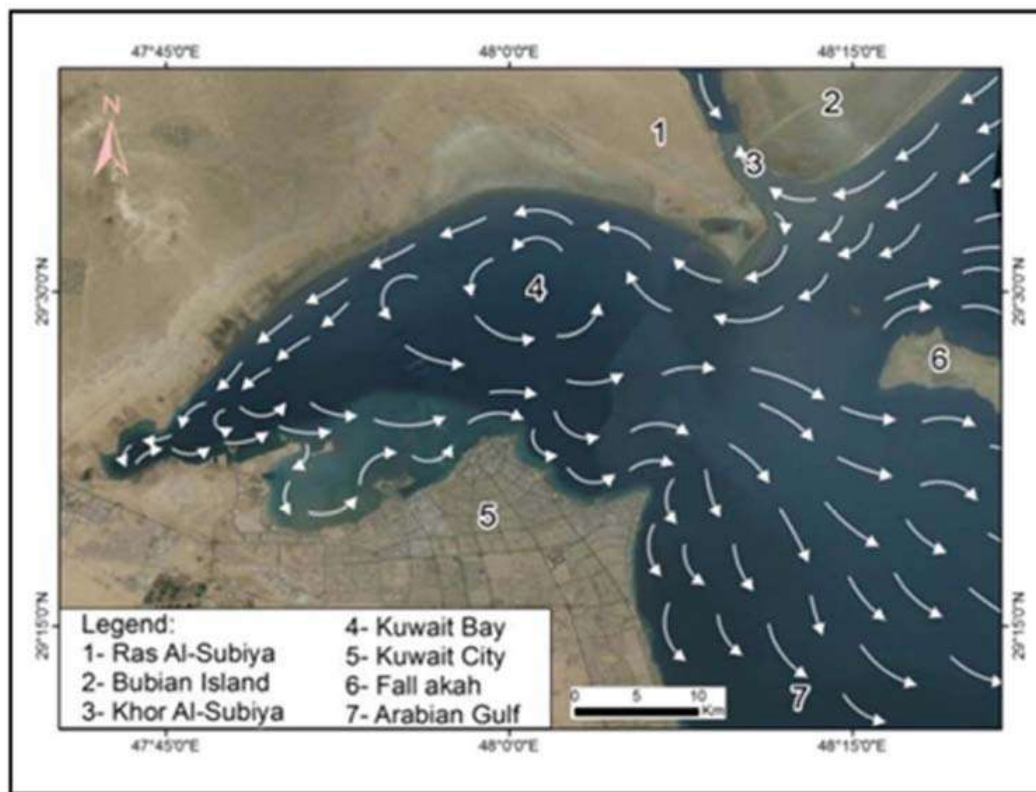 47°45'0"E 48°0'0"E 48°15'0"E
N
1
2
3
4
5
6
7
29°30'0"N
29°30'0"N
29°15'0"N
29°15'0"N
Legend:
1- Ras Al-Subiya
2- Bubian Island
3- Khor Al-Subiya
4- Kuwait Bay
5- Kuwait City
6- Fall akah
7- Arabian Gulf
0 5 10
Km
47°45'0"E 48°0'0"E 48°15'0"E